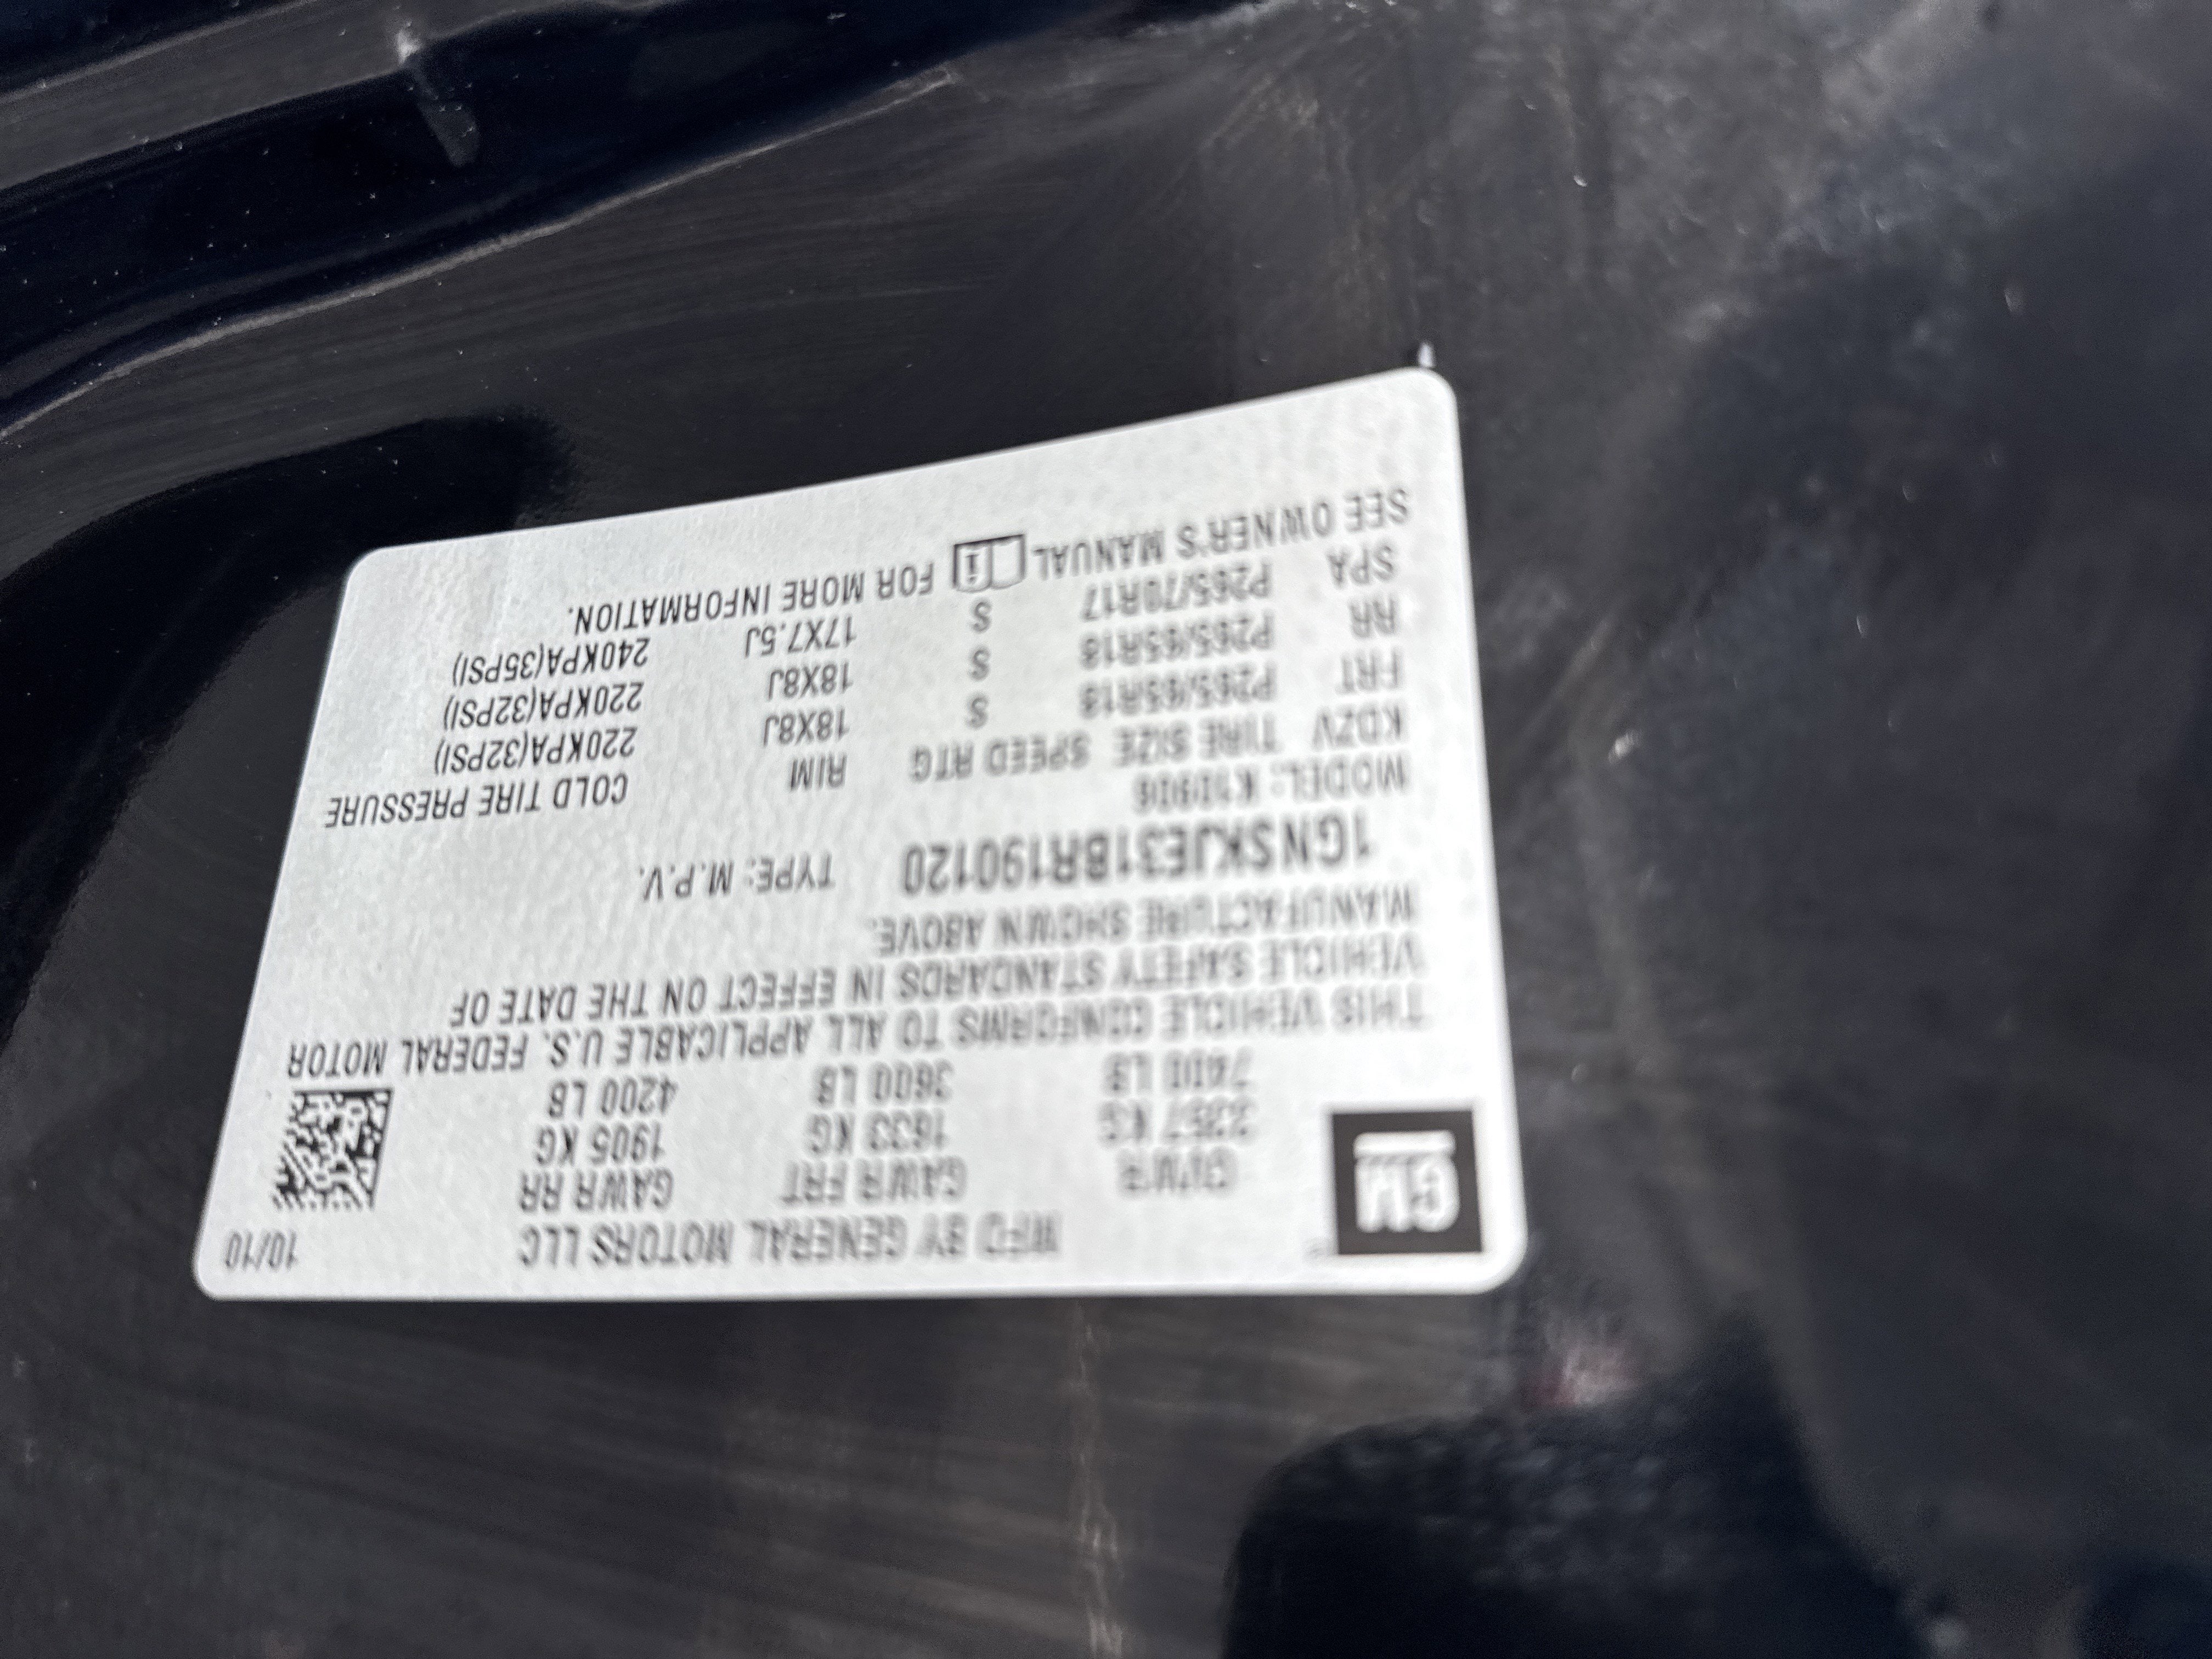 GM
MFD BY GENERAL MOTORS LLC 10/10
GVWR GAWR FRT GAWR RR
3357 KG 1633 KG 1905 KG
7400 LB 3600 LB 4200 LB
THIS VEHICLE CONFORMS TO ALL APPLICABLE U.S. FEDERAL MOTOR
VEHICLE SAFETY STANDARDS IN EFFECT ON THE DATE OF
MANUFACTURE SHOWN ABOVE.
1GNSKJE31BR190120 TYPE: M.P.V.
MODEL: K10906
KDZV TIRE SIZE SPEED RTG RIM COLD TIRE PRESSURE
FRT P265/65R18 S 18X8J 220KPA(32PSI)
RR P265/65R18 S 18X8J 220KPA(32PSI)
SPA P265/70R17 S 17X7.5J 240KPA(35PSI)
SEE OWNER'S MANUAL i FOR MORE INFORMATION.